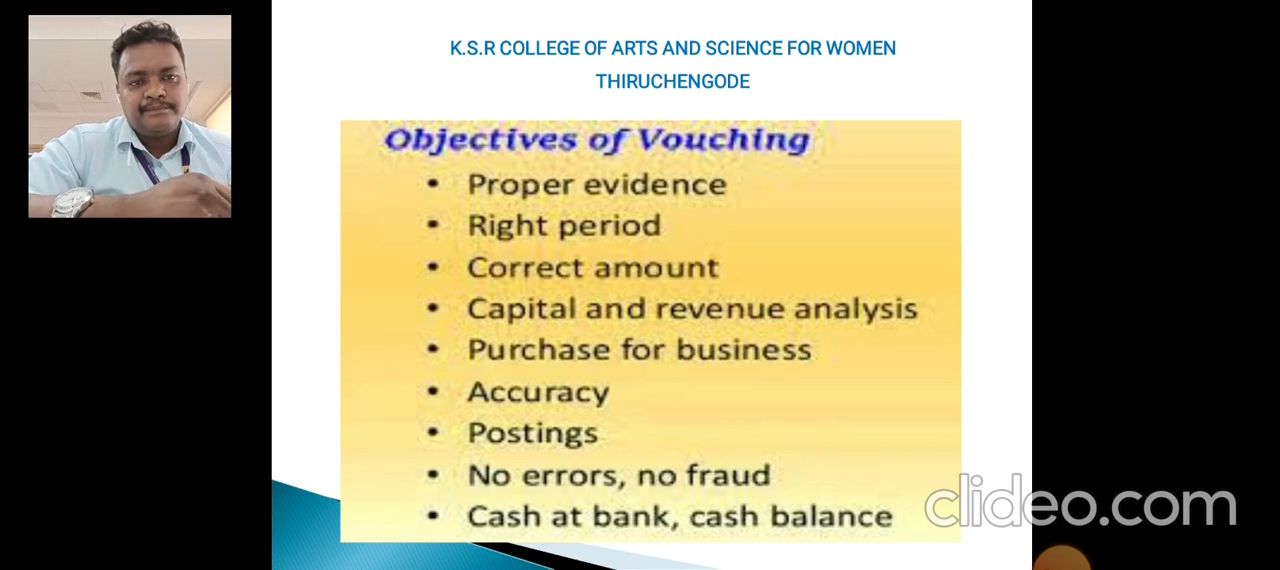 K.S.R COLLEGE OF ARTS AND SCIENCE FOR WOMEN
THIRUCHENGODE
Objectives of Vouching
• Proper evidence
• Right period
• Correct amount
• Capital and revenue analysis
• Purchase for business
• Accuracy
• Postings
• No errors, no fraud
• Cash at bank, cash balance
clideo.com